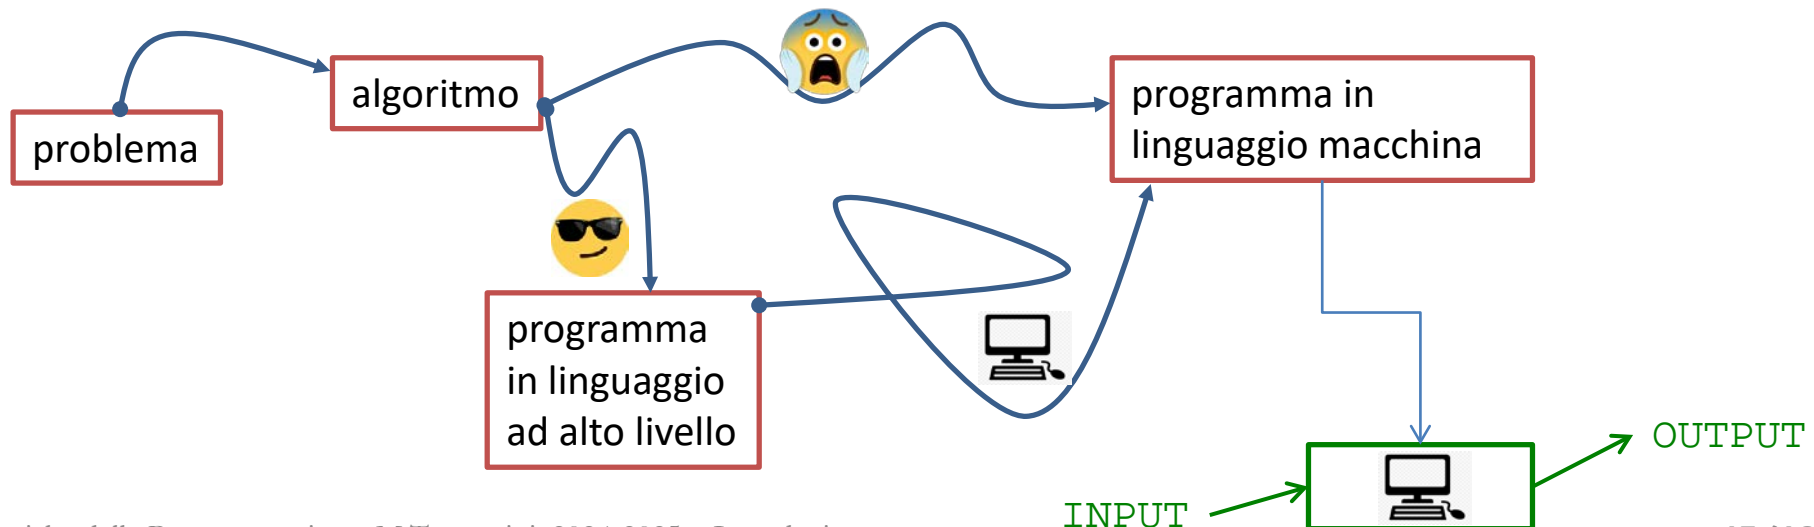 problema
algoritmo
programma in
linguaggio macchina
programma
in linguaggio
ad alto livello
INPUT
OUTPUT